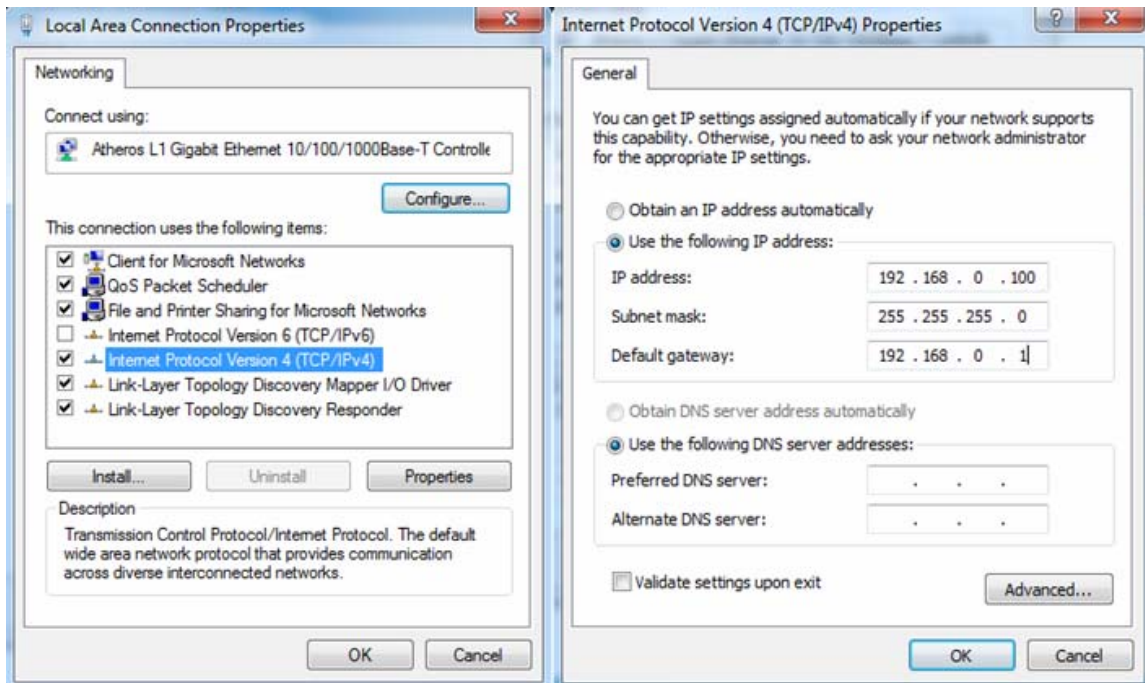 Local Area Connection Properties
Networking
Connect using:
Atheros L1 Gigabit Ethernet 10/100/1000Base-T Controlle
Configure...
This connection uses the following items:
Client for Microsoft Networks
QoS Packet Scheduler
File and Printer Sharing for Microsoft Networks
Internet Protocol Version 6 (TCP/IPv6)
Internet Protocol Version 4 (TCP/IPv4)
Link-Layer Topology Discovery Mapper I/O Driver
Link-Layer Topology Discovery Responder
Install...
Uninstall
Properties
Description
Transmission Control Protocol/Internet Protocol. The default
wide area network protocol that provides communication
across diverse interconnected networks.
OK
Cancel
Internet Protocol Version 4 (TCP/IPv4) Properties
General
You can get IP settings assigned automatically if your network supports
this capability. Otherwise, you need to ask your network administrator
for the appropriate IP settings.
Obtain an IP address automatically
Use the following IP address:
IP address:
192 . 168 . 0 . 100
Subnet mask:
255 . 255 . 255 . 0
Default gateway:
192 . 168 . 0 . 1
Obtain DNS server address automatically
Use the following DNS server addresses:
Preferred DNS server:
. . .
Alternate DNS server:
. . .
Validate settings upon exit
Advanced...
OK
Cancel